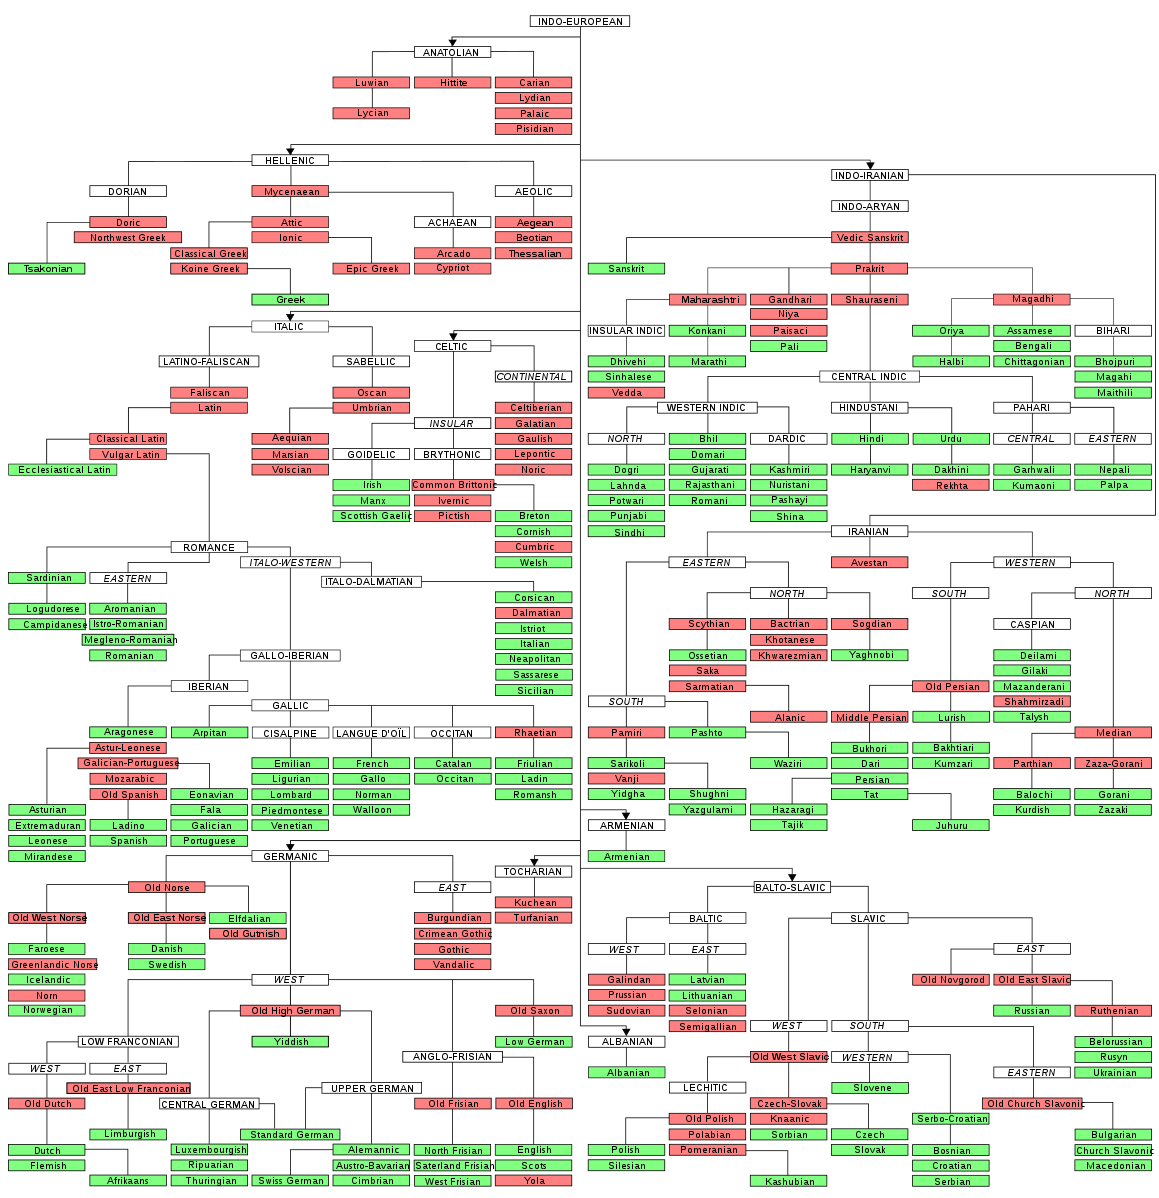 INDO-EUROPEAN
ANATOLIAN
Luwian
Hittite
Carian
Lydian
Lycian
Palaic
Pisidian
HELLENIC
DORIAN
Mycenaean
AEOLIC
Doric
Attic
ACHAEAN
Aegean
Northwest Greek
Ionic
Beotian
Classical Greek
Arcado
Thessalian
Tsakonian
Koine Greek
Epic Greek
Cypriot
Greek
INDO-IRANIAN
INDO-ARYAN
Vedic Sanskrit
Sanskrit
Prakrit
Maharashtri
Gandhari
Shauraseni
Magadhi
Niya
INSULAR INDIC
Konkani
Paisaci
Oriya
Assamese
BIHARI
Pali
Bengali
Dhivehi
Marathi
Halbi
Chittagonian
Bhojpuri
Sinhalese
CENTRAL INDIC
Magahi
Vedda
Maithili
WESTERN INDIC
HINDUSTANI
PAHARI
NORTH
Bhil
DARDIC
Hindi
Urdu
CENTRAL
EASTERN
Domari
Dogri
Gujarati
Kashmiri
Haryanvi
Dakhini
Garhwali
Nepali
Lahnda
Rajasthani
Nuristani
Rekhta
Kumaoni
Palpa
Potwari
Romani
Pashayi
Punjabi
Shina
Sindhi
ITALIC
CELTIC
LATINO-FALISCAN
SABELLIC
CONTINENTAL
Faliscan
Oscan
Latin
Umbrian
Celtiberian
INSULAR
Galatian
Classical Latin
Aequian
Gaulish
Vulgar Latin
Marsian
GOIDELIC
BRYTHONIC
Lepontic
Ecclesiastical Latin
Volscian
Noric
Irish
Common Brittonic
Manx
Ivernic
Scottish Gaelic
Pictish
Breton
Cornish
Cumbric
Welsh
ROMANCE
ITALO-WESTERN
Sardinian
EASTERN
ITALO-DALMATIAN
Corsican
Logudorese
Aromanian
Dalmatian
Campidanese
Istro-Romanian
Istriot
Megleno-Romanian
Italian
Romanian
GALLO-IBERIAN
Neapolitan
Sassarese
IBERIAN
Sicilian
GALLIC
Aragonese
Arpitan
CISALPINE
LANGUE D'OÏL
OCCITAN
Rhaetian
Astur-Leonese
Galician-Portuguese
Emilian
French
Catalan
Friulian
Mozarabic
Ligurian
Gallo
Occitan
Ladin
Old Spanish
Eonavian
Lombard
Norman
Romansh
Asturian
Fala
Piedmontese
Walloon
Extremaduran
Ladino
Galician
Venetian
Leonese
Spanish
Portuguese
Mirandese
IRANIAN
EASTERN
Avestan
WESTERN
NORTH
SOUTH
NORTH
Scythian
Bactrian
Sogdian
CASPIAN
Khotanese
Ossetian
Khwarezmian
Yaghnobi
Deilami
Saka
Gilaki
Sarmatian
Old Persian
Mazanderani
SOUTH
Shahmirzadi
Alanic
Middle Persian
Lurish
Talysh
Pamiri
Pashto
Median
Bukhori
Bakhtiari
Sarikoli
Waziri
Dari
Kumzari
Parthian
Zaza-Gorani
Vanji
Persian
Yidgha
Shughni
Tat
Balochi
Gorani
Yazgulami
Hazaragi
Kurdish
Zazaki
Tajik
Juhuru
ARMENIAN
Armenian
GERMANIC
TOCHARIAN
Old Norse
EAST
Kuchean
Old West Norse
Old East Norse
Elfdalian
Burgundian
Turfanian
Old Gutnish
Crimean Gothic
Faroese
Danish
Gothic
Greenlandic Norse
Swedish
Vandalic
Icelandic
WEST
Norn
Norwegian
Old High German
Old Saxon
LOW FRANCONIAN
Yiddish
Low German
ANGLO-FRISIAN
WEST
EAST
Old East Low Franconian
UPPER GERMAN
Old Dutch
CENTRAL GERMAN
Old Frisian
Old English
Limburgish
Standard German
Dutch
Luxembourgish
Alemannic
North Frisian
English
Flemish
Ripuarian
Austro-Bavarian
Saterland Frisian
Scots
Afrikaans
Thuringian
Swiss German
Cimbrian
West Frisian
Yola
BALTO-SLAVIC
BALTIC
SLAVIC
WEST
EAST
EAST
Galindan
Latvian
Old Novgorod
Old East Slavic
Prussian
Lithuanian
Sudovian
Selonian
Russian
Ruthenian
Semigallian
WEST
SOUTH
ALBANIAN
Belorussian
Old West Slavic
WESTERN
Rusyn
Albanian
EASTERN
Ukrainian
LECHITIC
Slovene
Czech-Slovak
Old Church Slavonic
Old Polish
Knaanic
Serbo-Croatian
Polabian
Sorbian
Czech
Bulgarian
Polish
Pomeranian
Slovak
Bosnian
Church Slavonic
Silesian
Croatian
Macedonian
Kashubian
Serbian